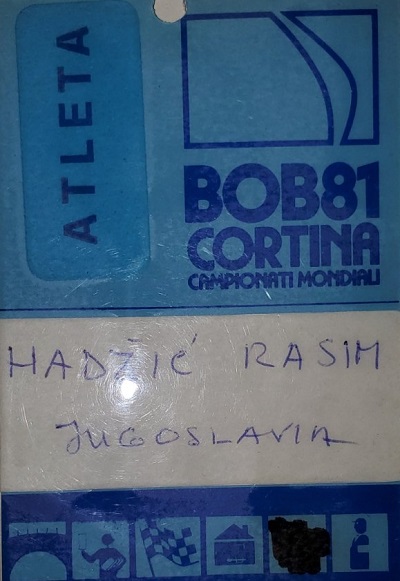 ATLETA
BOB81
CORTINA
CAMPIONATI MONDIALI
HADŽIĆ RASIM
JUGOSLAVIA